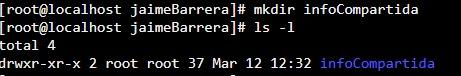 [root@localhost jaimeBarrera]# mkdir infoCompartida
[root@localhost jaimeBarrera]# ls -l
total 4
drwxr-xr-x 2 root root 37 Mar 12 12:32 infoCompartida